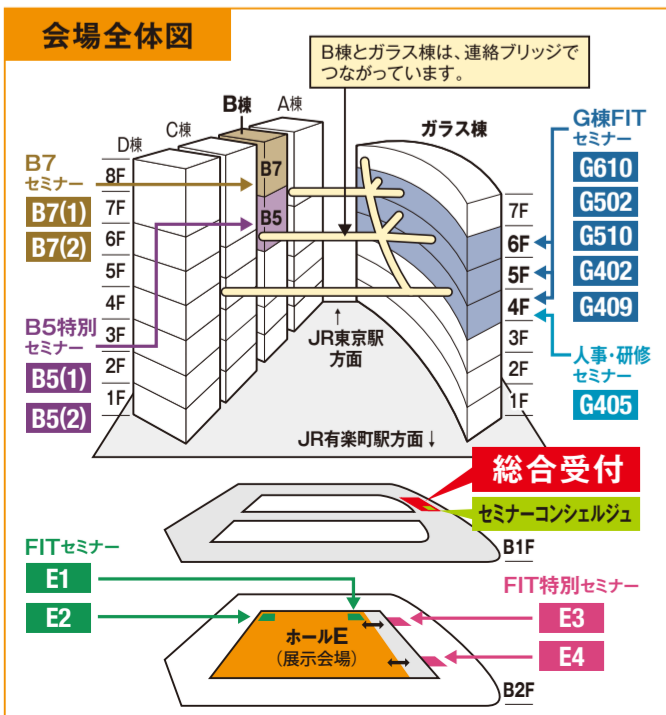 会場全体図
B棟とガラス棟は、連絡ブリッジで
つながっています。
D棟
C棟
B棟
A棟
ガラス棟
B7
セミナー
B7(1)
B7(2)
B5特別
セミナー
B5(1)
B5(2)
8F
7F
6F
5F
4F
3F
2F
1F
B7
B5
7F
6F
5F
4F
3F
2F
1F
G棟FIT
セミナー
G610
G502
G510
G402
G409
人事・研修
セミナー
G405
↑
JR東京駅
方面
JR有楽町駅方面↓
総合受付
セミナーコンシェルジュ
B1F
FITセミナー
E1
E2
ホールE
(展示会場)
FIT特別セミナー
E3
E4
B2F